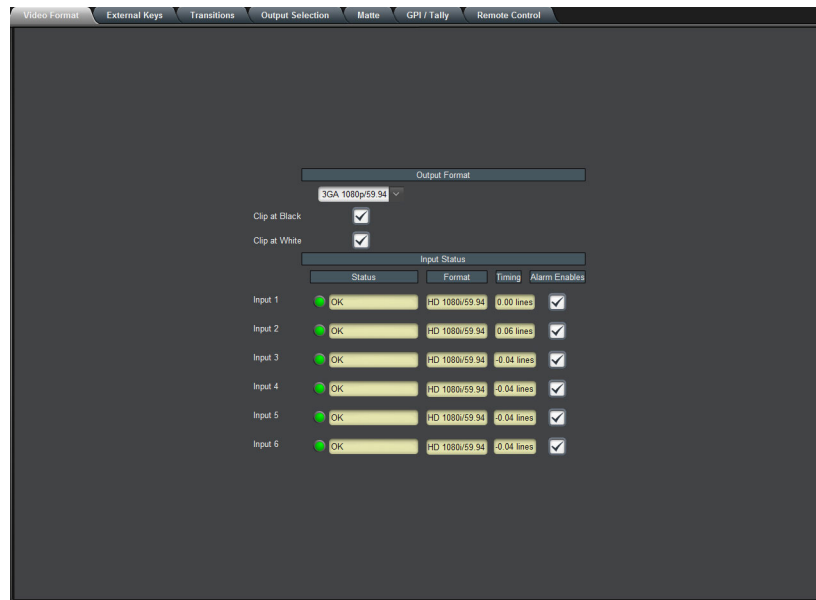 Video Format External Keys Transitions Output Selection Matte GPI / Tally Remote Control
Output Format
3GA 1080p/59.94
Clip at Black
Clip at White
Input Status
Status Format Timing Alarm Enables
Input 1 OK HD 1080i/59.94 0.00 lines
Input 2 OK HD 1080i/59.94 0.06 lines
Input 3 OK HD 1080i/59.94 -0.04 lines
Input 4 OK HD 1080i/59.94 -0.04 lines
Input 5 OK HD 1080i/59.94 -0.04 lines
Input 6 OK HD 1080i/59.94 -0.04 lines